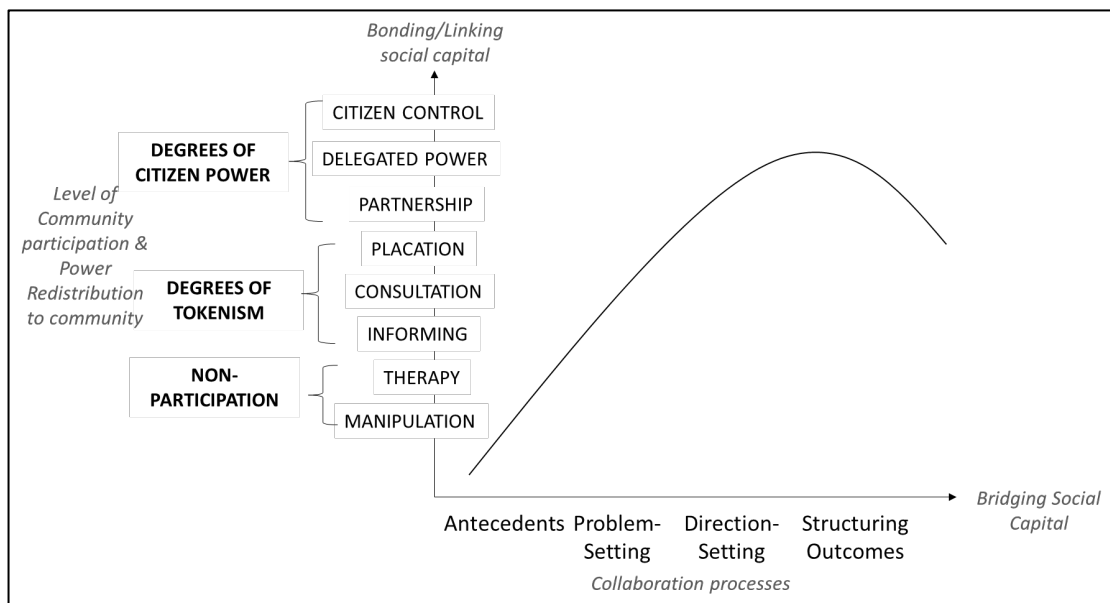 Bonding/Linking
social capital
CITIZEN CONTROL
DEGREES OF
CITIZEN POWER
DELEGATED POWER
PARTNERSHIP
Level of
Community
participation &
Power
Redistribution
to community
PLACATION
DEGREES OF
TOKENISM
CONSULTATION
INFORMING
NON-
PARTICIPATION
THERAPY
MANIPULATION
Bridging Social
Capital
Antecedents
Problem-
Setting
Direction-
Setting
Structuring
Outcomes
Collaboration processes